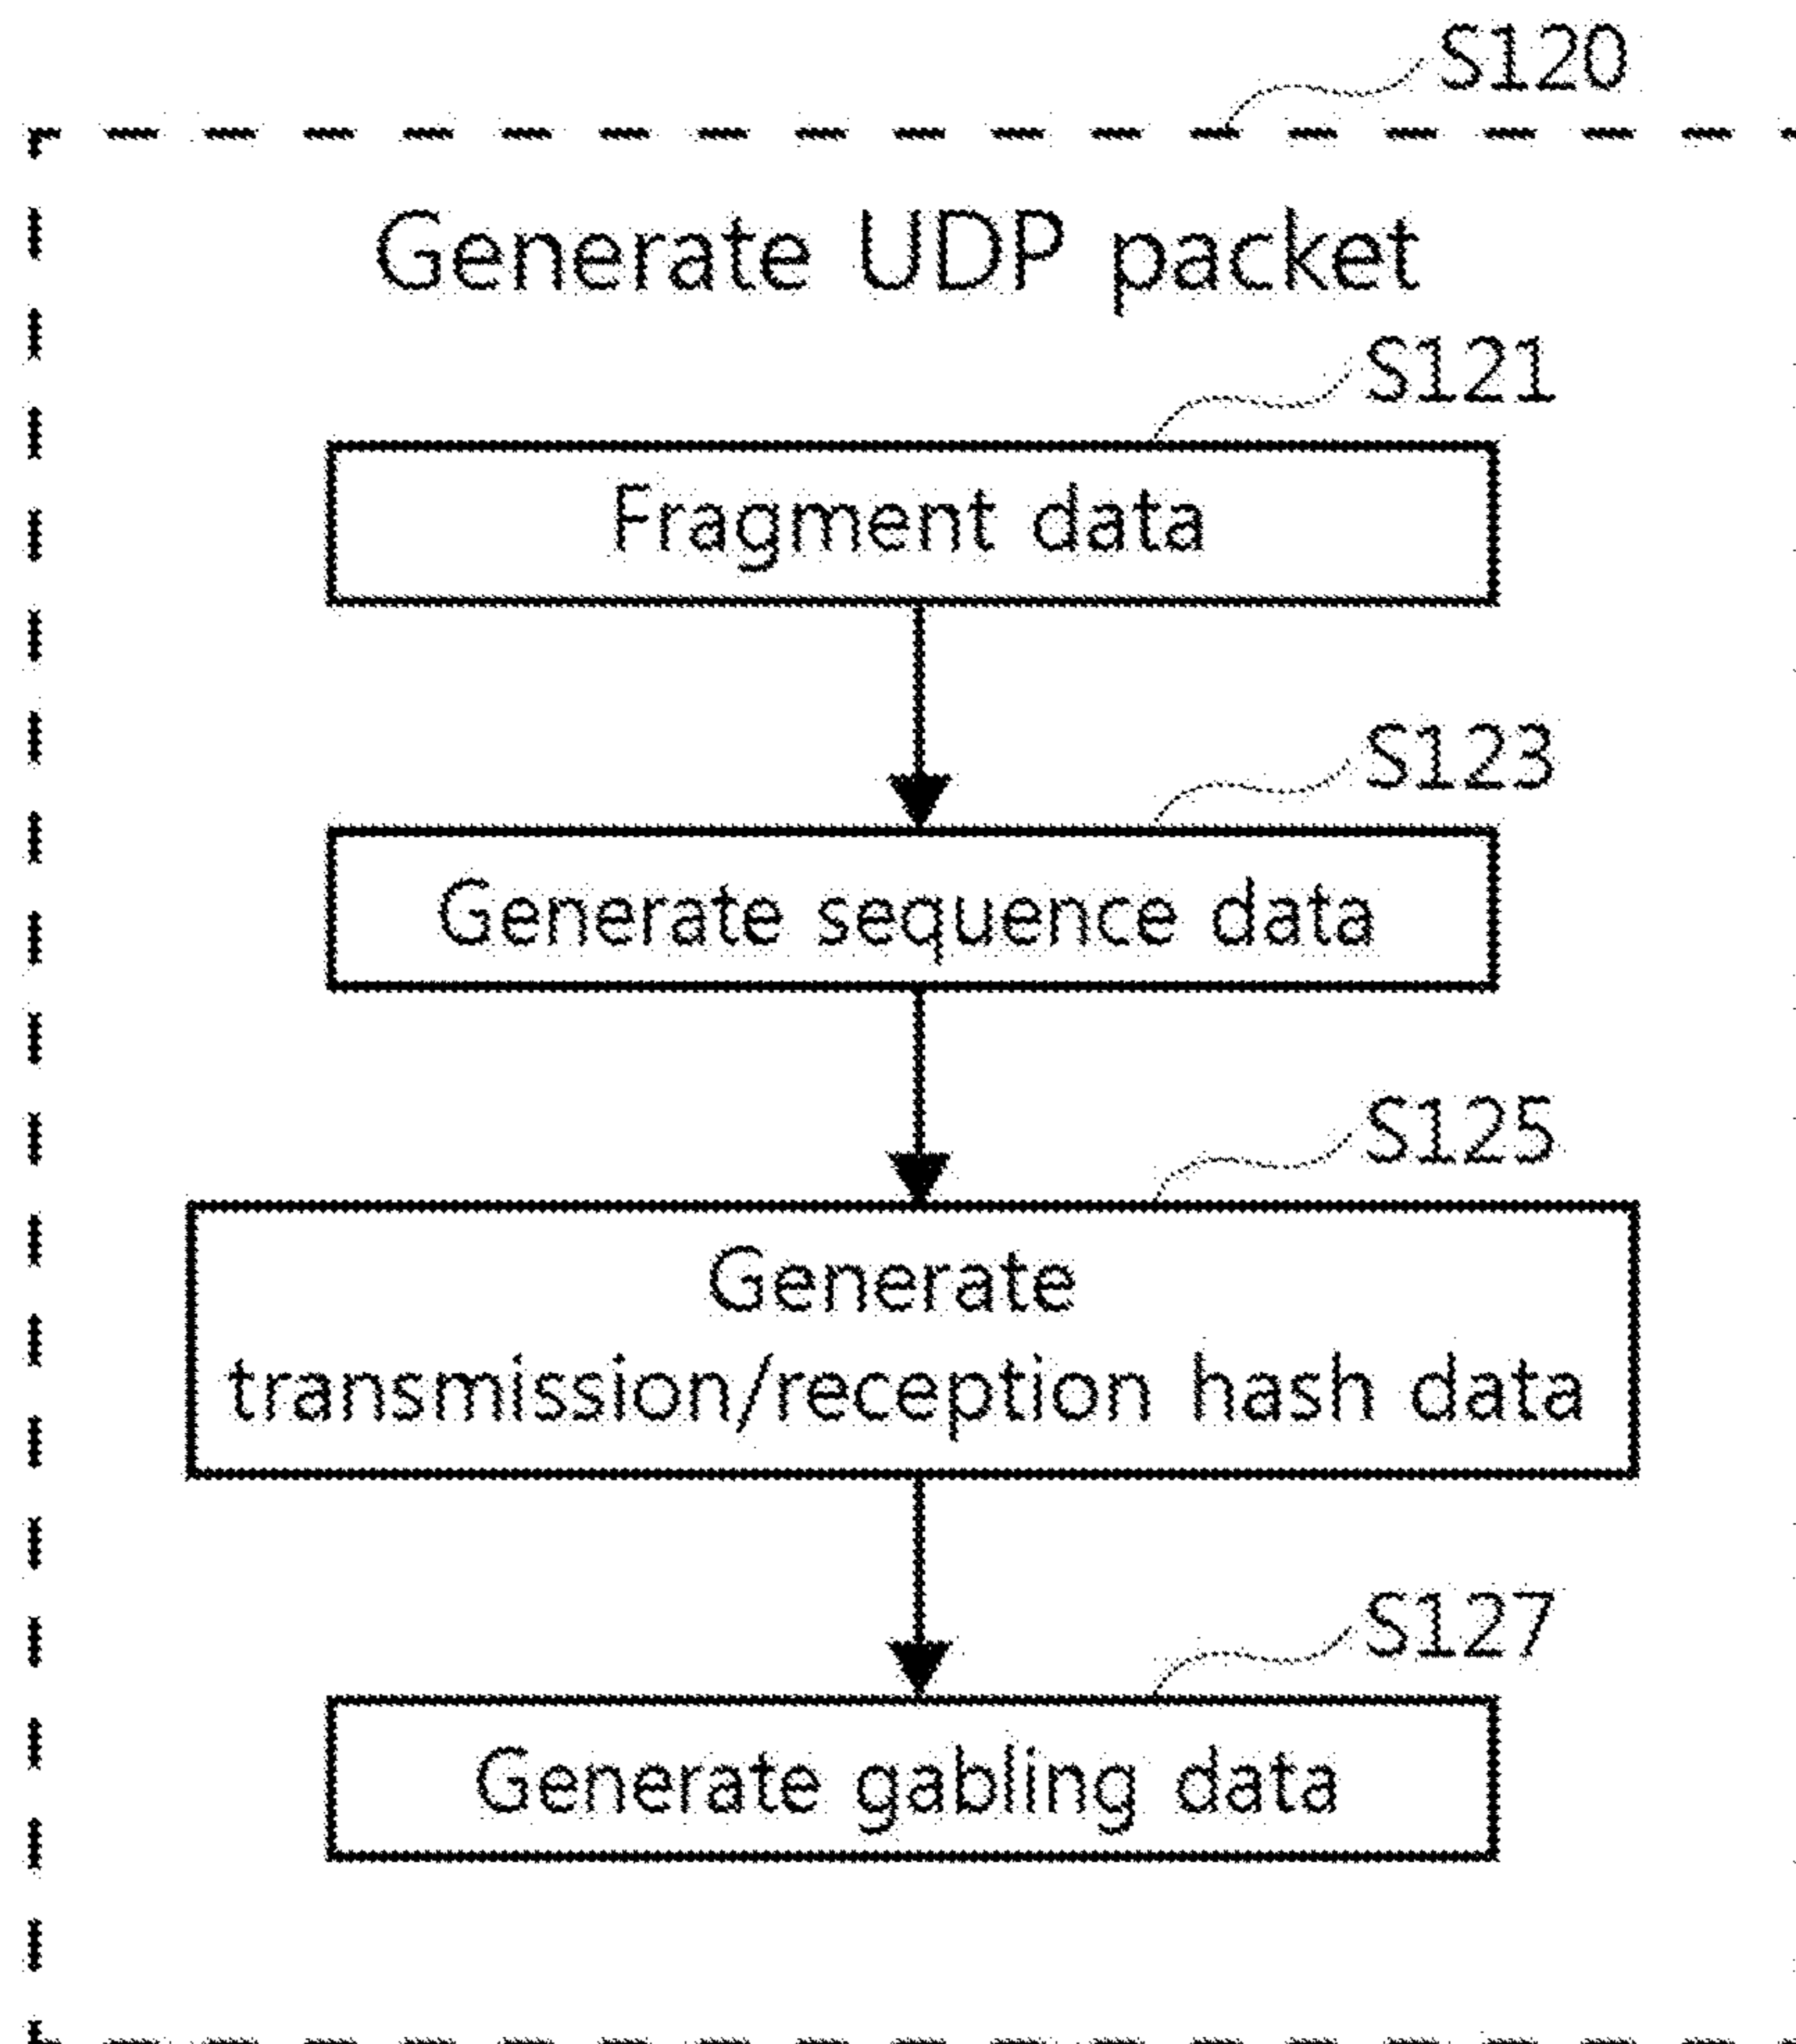 S120
Generate UDP packet
S121
Fragment data
S123
Generate sequence data
S125
Generate
transmission/reception hash data
S127
Generate gabling data